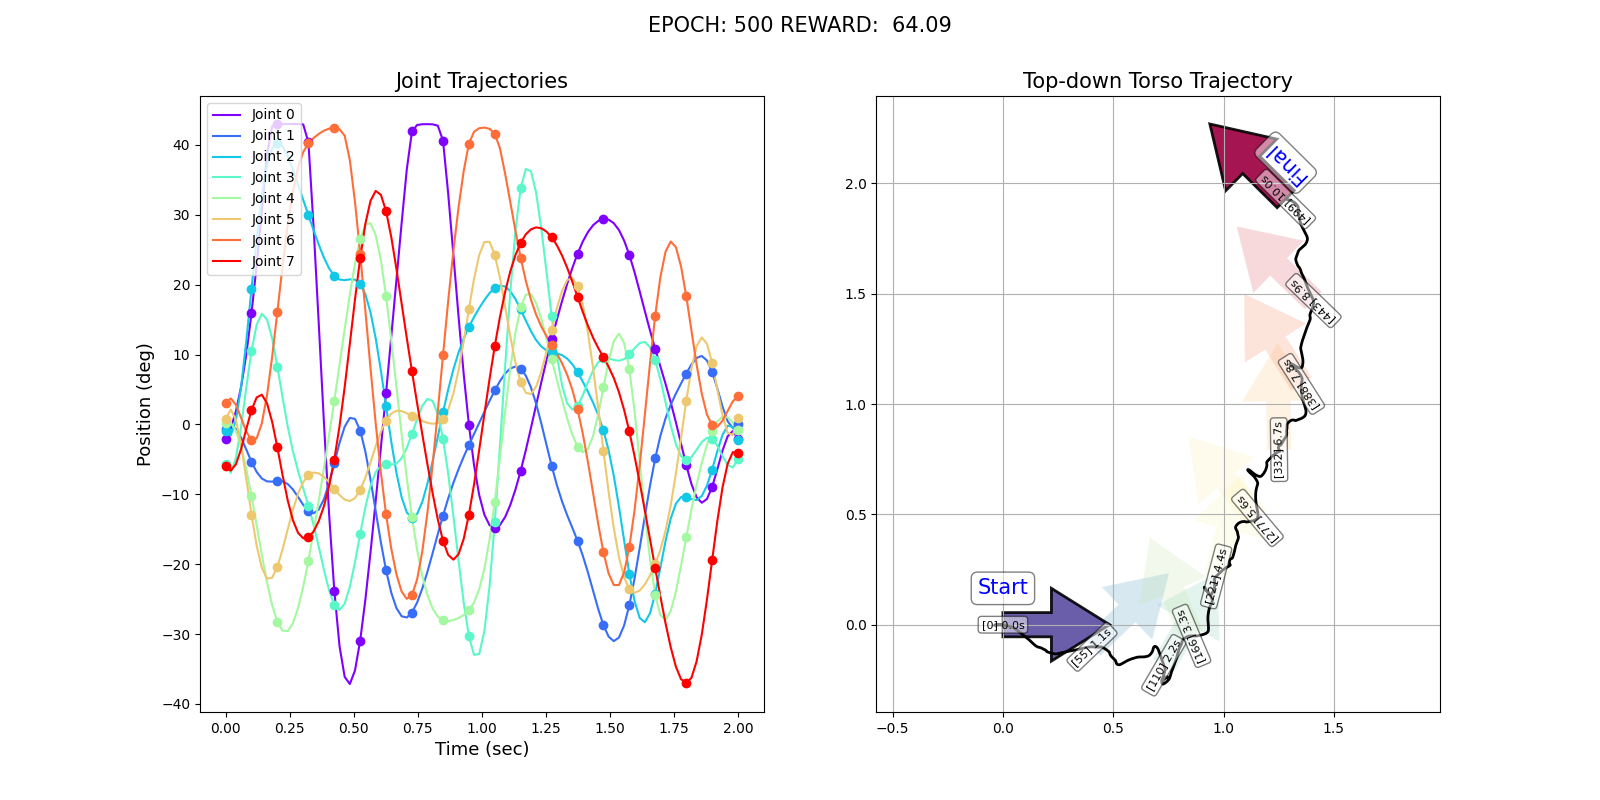 EPOCH: 500 REWARD:  64.09
Joint Trajectories
Position (deg)
40
30
20
10
0
−10
−20
−30
−40
Joint 0
Joint 1
Joint 2
Joint 3
Joint 4
Joint 5
Joint 6
Joint 7
0.00
0.25
0.50
0.75
1.00
1.25
1.50
1.75
2.00
Time (sec)
Top-down Torso Trajectory
2.0
1.5
1.0
0.5
0.0
−0.5
0.0
0.5
1.0
1.5
Start
[0] 0.0s
[55] 1.1s
[110] 2.2s
[166] 3.3s
[221] 4.4s
[277] 5.6s
[332] 6.7s
[388] 7.8s
[443] 8.9s
[499] 10.0s
Final